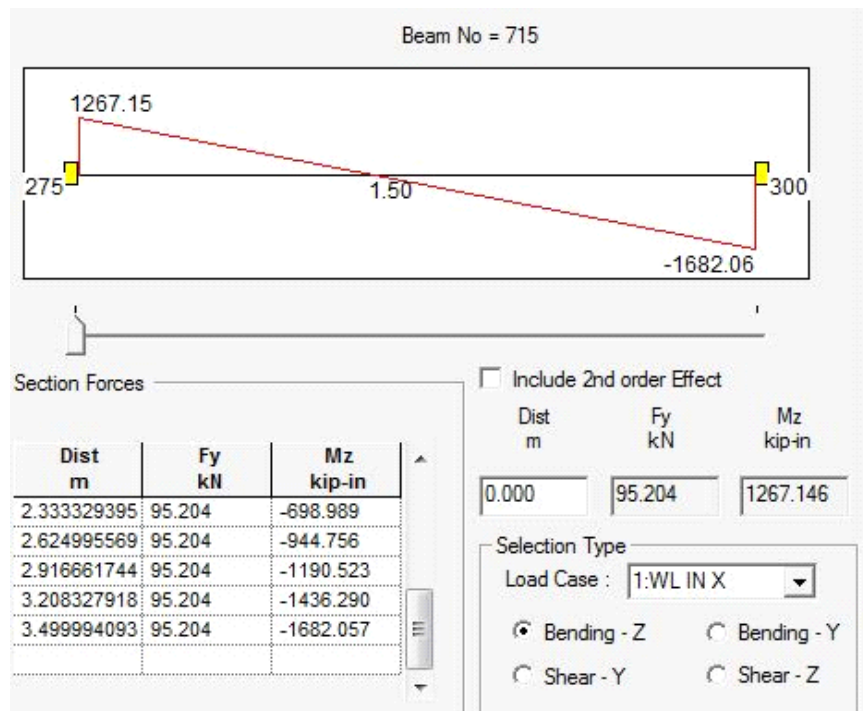 Beam No = 715
1267.15
275
1.50
300
-1682.06
Section Forces
Dist Fy Mz
m kN kip-in
2.333329395 95.204 -698.989
2.624995569 95.204 -944.756
2.916661744 95.204 -1190.523
3.208327918 95.204 -1436.290
3.499994093 95.204 -1682.057
Include 2nd order Effect
Dist Fy Mz
m kN kip-in
0.000 95.204 1267.146
Selection Type
Load Case : 1:WL IN X
Bending - Z Bending - Y
Shear - Y Shear - Z